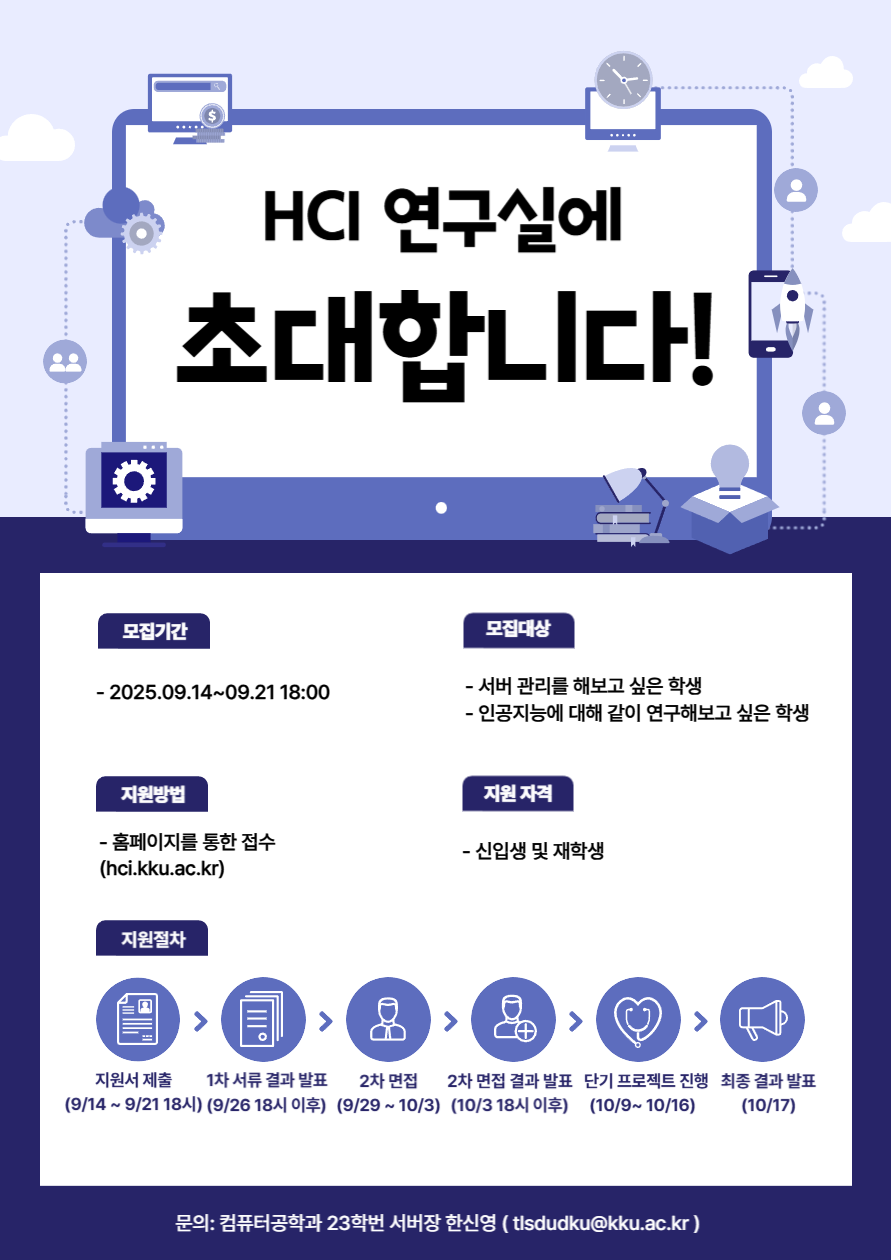 HCI 연구실에
초대합니다!
모집기간
- 2025.09.14~09.21 18:00
모집대상
- 서버 관리를 해보고 싶은 학생
- 인공지능에 대해 같이 연구해보고 싶은 학생
지원방법
- 홈페이지를 통한 접수
(hci.kku.ac.kr)
지원 자격
- 신입생 및 재학생
지원절차
지원서 제출
(9/14 ~ 9/21 18시)
1차 서류 결과 발표
(9/26 18시 이후)
2차 면접
(9/29 ~ 10/3)
2차 면접 결과 발표
(10/3 18시 이후)
단기 프로젝트 진행
(10/9~ 10/16)
최종 결과 발표
(10/17)
문의: 컴퓨터공학과 23학번 서버장 한신영 ( tlsdudku@kku.ac.kr )